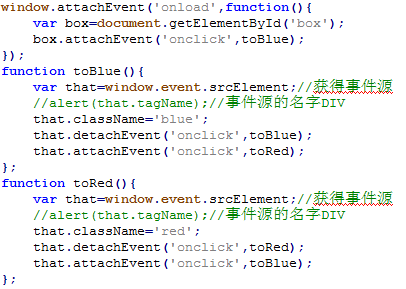 window.attachEvent('onload',function(){
    var box=document.getElementById('box');
    box.attachEvent('onclick',toBlue);
});
function toBlue(){
    var that=window.event.srcElement;//获得事件源
    //alert(that.tagName);//事件源的名字DIV
    that.className='blue';
    that.detachEvent('onclick',toBlue);
    that.attachEvent('onclick',toRed);
};
function toRed(){
    var that=window.event.srcElement;//获得事件源
    //alert(that.tagName);//事件源的名字DIV
    that.className='red';
    that.detachEvent('onclick',toRed);
    that.attachEvent('onclick',toBlue);
};